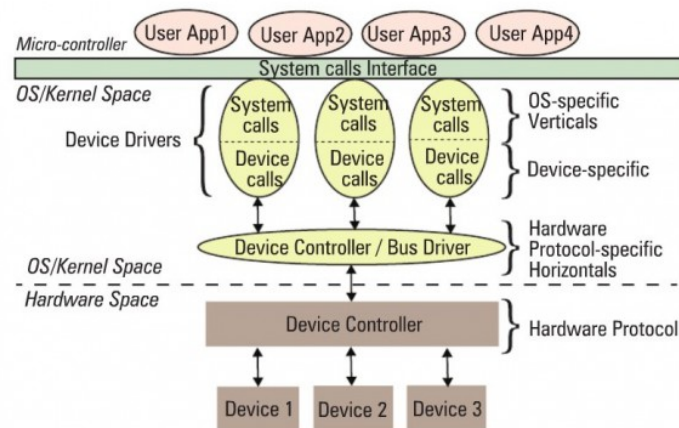 User App1
User App2
User App3
User App4
Micro-controller
System calls Interface
OS/Kernel Space
Device Drivers
System
calls
Device
calls
System
calls
Device
calls
System
calls
Device
calls
OS-specific
Verticals
Device-specific
Device Controller / Bus Driver
Hardware
Protocol-specific
Horizontals
OS/Kernel Space
Hardware Space
Device Controller
Hardware Protocol
Device 1
Device 2
Device 3